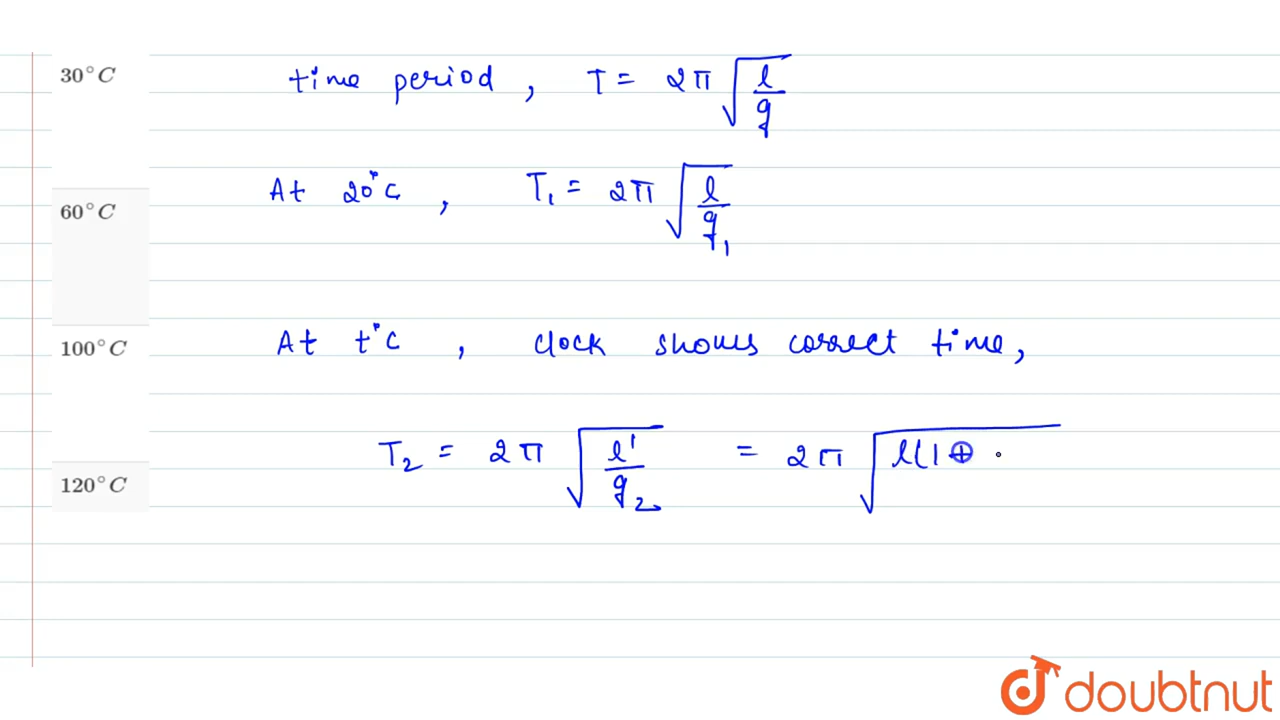 30°C
time period, T = 2π √(l/g)
At 20°C, T₁ = 2π √(l/g₁)
60°C
At t°C, clock shows correct time,
100°C
T₂ = 2π √(l'/g₂) = 2π √(l(1 +
120°C
doubtnut